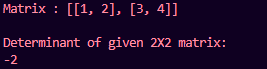 Matrix : [[1, 2], [3, 4]]
Determinant of given 2X2 matrix:
-2